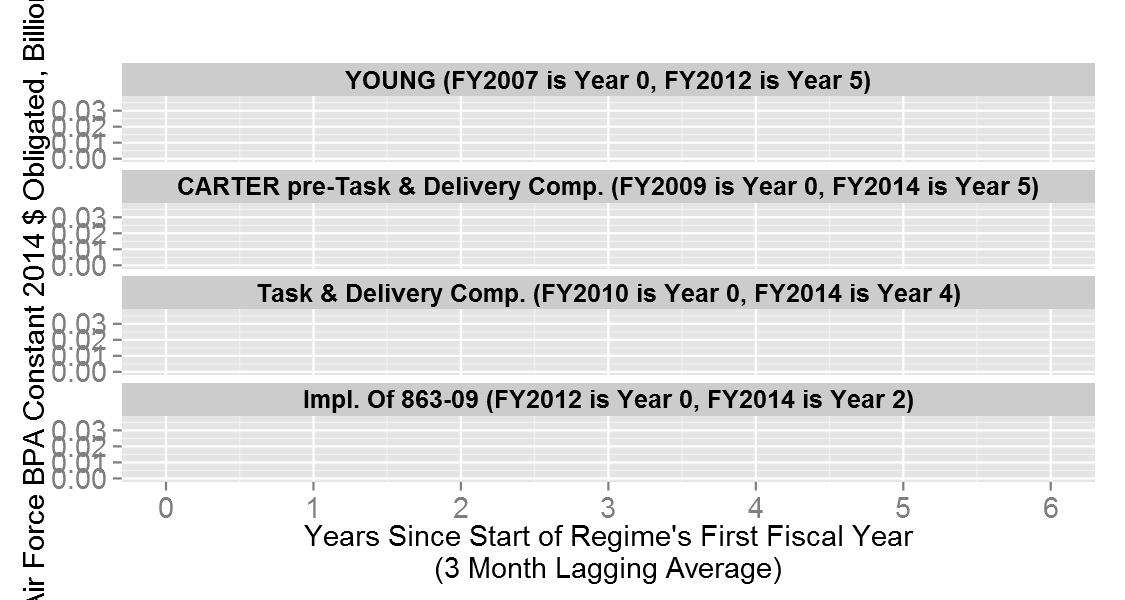 Air Force BPA Constant 2014 $ Obligated, Billion
YOUNG (FY2007 is Year 0, FY2012 is Year 5)
0.03
0.02
0.01
0.00
CARTER pre-Task & Delivery Comp. (FY2009 is Year 0, FY2014 is Year 5)
0.03
0.02
0.01
0.00
Task & Delivery Comp. (FY2010 is Year 0, FY2014 is Year 4)
0.03
0.02
0.01
0.00
Impl. Of 863-09 (FY2012 is Year 0, FY2014 is Year 2)
0.03
0.02
0.01
0.00
0 1 2 3 4 5 6
Years Since Start of Regime's First Fiscal Year
(3 Month Lagging Average)